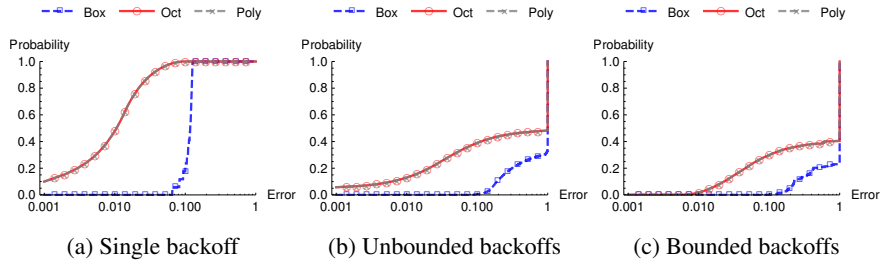 Box Oct Poly
Probability
1.0
0.8
0.6
0.4
0.2
0.0
0.001 0.010 0.100 1
Error
(a) Single backoff
Box Oct Poly
Probability
1.0
0.8
0.6
0.4
0.2
0.0
0.001 0.010 0.100 1
Error
(b) Unbounded backoffs
Box Oct Poly
Probability
1.0
0.8
0.6
0.4
0.2
0.0
0.001 0.010 0.100 1
Error
(c) Bounded backoffs